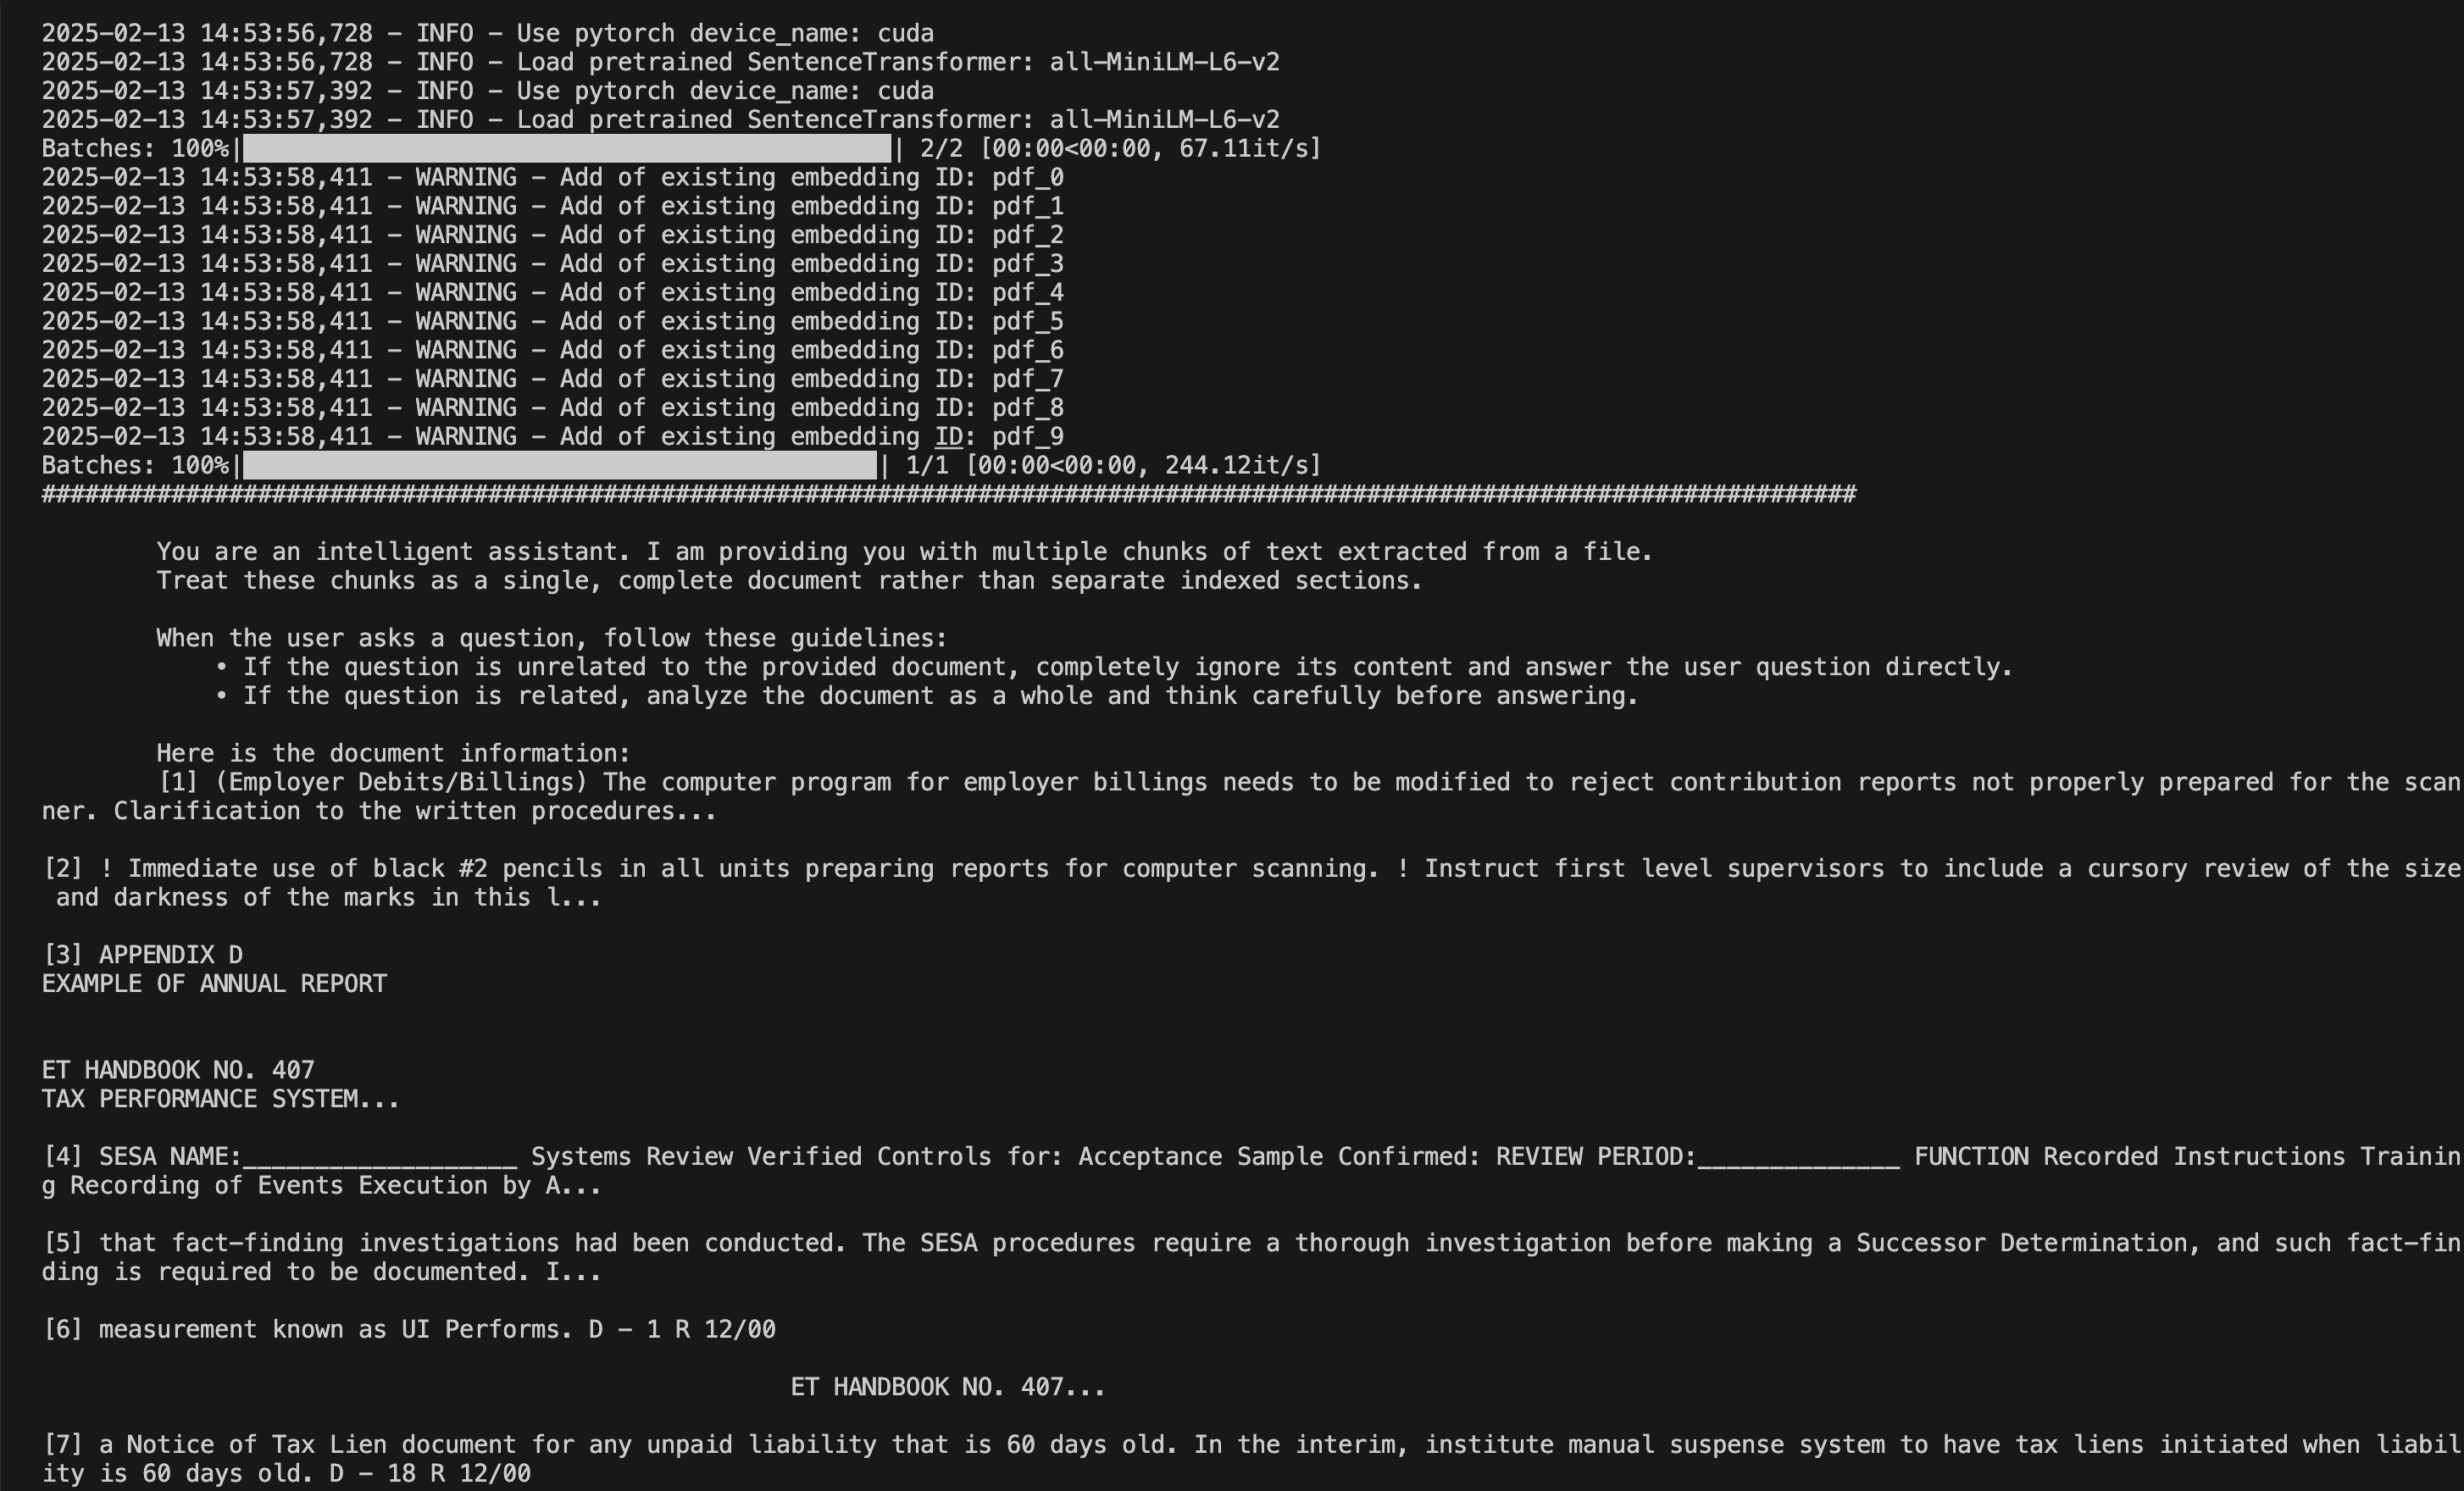 2025-02-13 14:53:56,728 - INFO - Use pytorch device_name: cuda
2025-02-13 14:53:56,728 - INFO - Load pretrained SentenceTransformer: all-MiniLM-L6-v2
2025-02-13 14:53:57,392 - INFO - Use pytorch device_name: cuda
2025-02-13 14:53:57,392 - INFO - Load pretrained SentenceTransformer: all-MiniLM-L6-v2
Batches: 100%|██████████████████████████████| 2/2 [00:00<00:00, 67.11it/s]
2025-02-13 14:53:58,411 - WARNING - Add of existing embedding ID: pdf_0
2025-02-13 14:53:58,411 - WARNING - Add of existing embedding ID: pdf_1
2025-02-13 14:53:58,411 - WARNING - Add of existing embedding ID: pdf_2
2025-02-13 14:53:58,411 - WARNING - Add of existing embedding ID: pdf_3
2025-02-13 14:53:58,411 - WARNING - Add of existing embedding ID: pdf_4
2025-02-13 14:53:58,411 - WARNING - Add of existing embedding ID: pdf_5
2025-02-13 14:53:58,411 - WARNING - Add of existing embedding ID: pdf_6
2025-02-13 14:53:58,411 - WARNING - Add of existing embedding ID: pdf_7
2025-02-13 14:53:58,411 - WARNING - Add of existing embedding ID: pdf_8
2025-02-13 14:53:58,411 - WARNING - Add of existing embedding ID: pdf_9
Batches: 100%|██████████████████████████████| 1/1 [00:00<00:00, 244.12it/s]
##############################################################################################################################
You are an intelligent assistant. I am providing you with multiple chunks of text extracted from a file.
Treat these chunks as a single, complete document rather than separate indexed sections.
When the user asks a question, follow these guidelines:
• If the question is unrelated to the provided document, completely ignore its content and answer the user question directly.
• If the question is related, analyze the document as a whole and think carefully before answering.
Here is the document information:
[1] (Employer Debits/Billings) The computer program for employer billings needs to be modified to reject contribution reports not properly prepared for the scan
ner. Clarification to the written procedures...
[2] ! Immediate use of black #2 pencils in all units preparing reports for computer scanning. ! Instruct first level supervisors to include a cursory review of the size
and darkness of the marks in this l...
[3] APPENDIX D
EXAMPLE OF ANNUAL REPORT
ET HANDBOOK NO. 407
TAX PERFORMANCE SYSTEM...
[4] SESA NAME:___________________ Systems Review Verified Controls for: Acceptance Sample Confirmed: REVIEW PERIOD:______________ FUNCTION Recorded Instructions Trainin
g Recording of Events Execution by A...
[5] that fact-finding investigations had been conducted. The SESA procedures require a thorough investigation before making a Successor Determination, and such fact-fin
ding is required to be documented. I...
[6] measurement known as UI Performs. D - 1 R 12/00
ET HANDBOOK NO. 407...
[7] a Notice of Tax Lien document for any unpaid liability that is 60 days old. In the interim, institute manual suspense system to have tax liens initiated when liabil
ity is 60 days old. D - 18 R 12/00